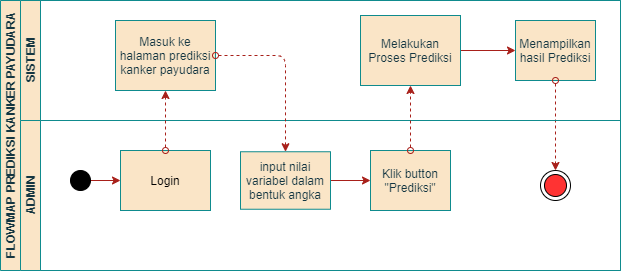 FLOWMAP PREDIKSI KANKER PAYUDARA
SISTEM
Masuk ke
halaman prediksi
kanker payudara
Melakukan
Proses Prediksi
Menampilkan
hasil Prediksi
ADMIN
Login
input nilai
variabel dalam
bentuk angka
Klik button
"Prediksi"